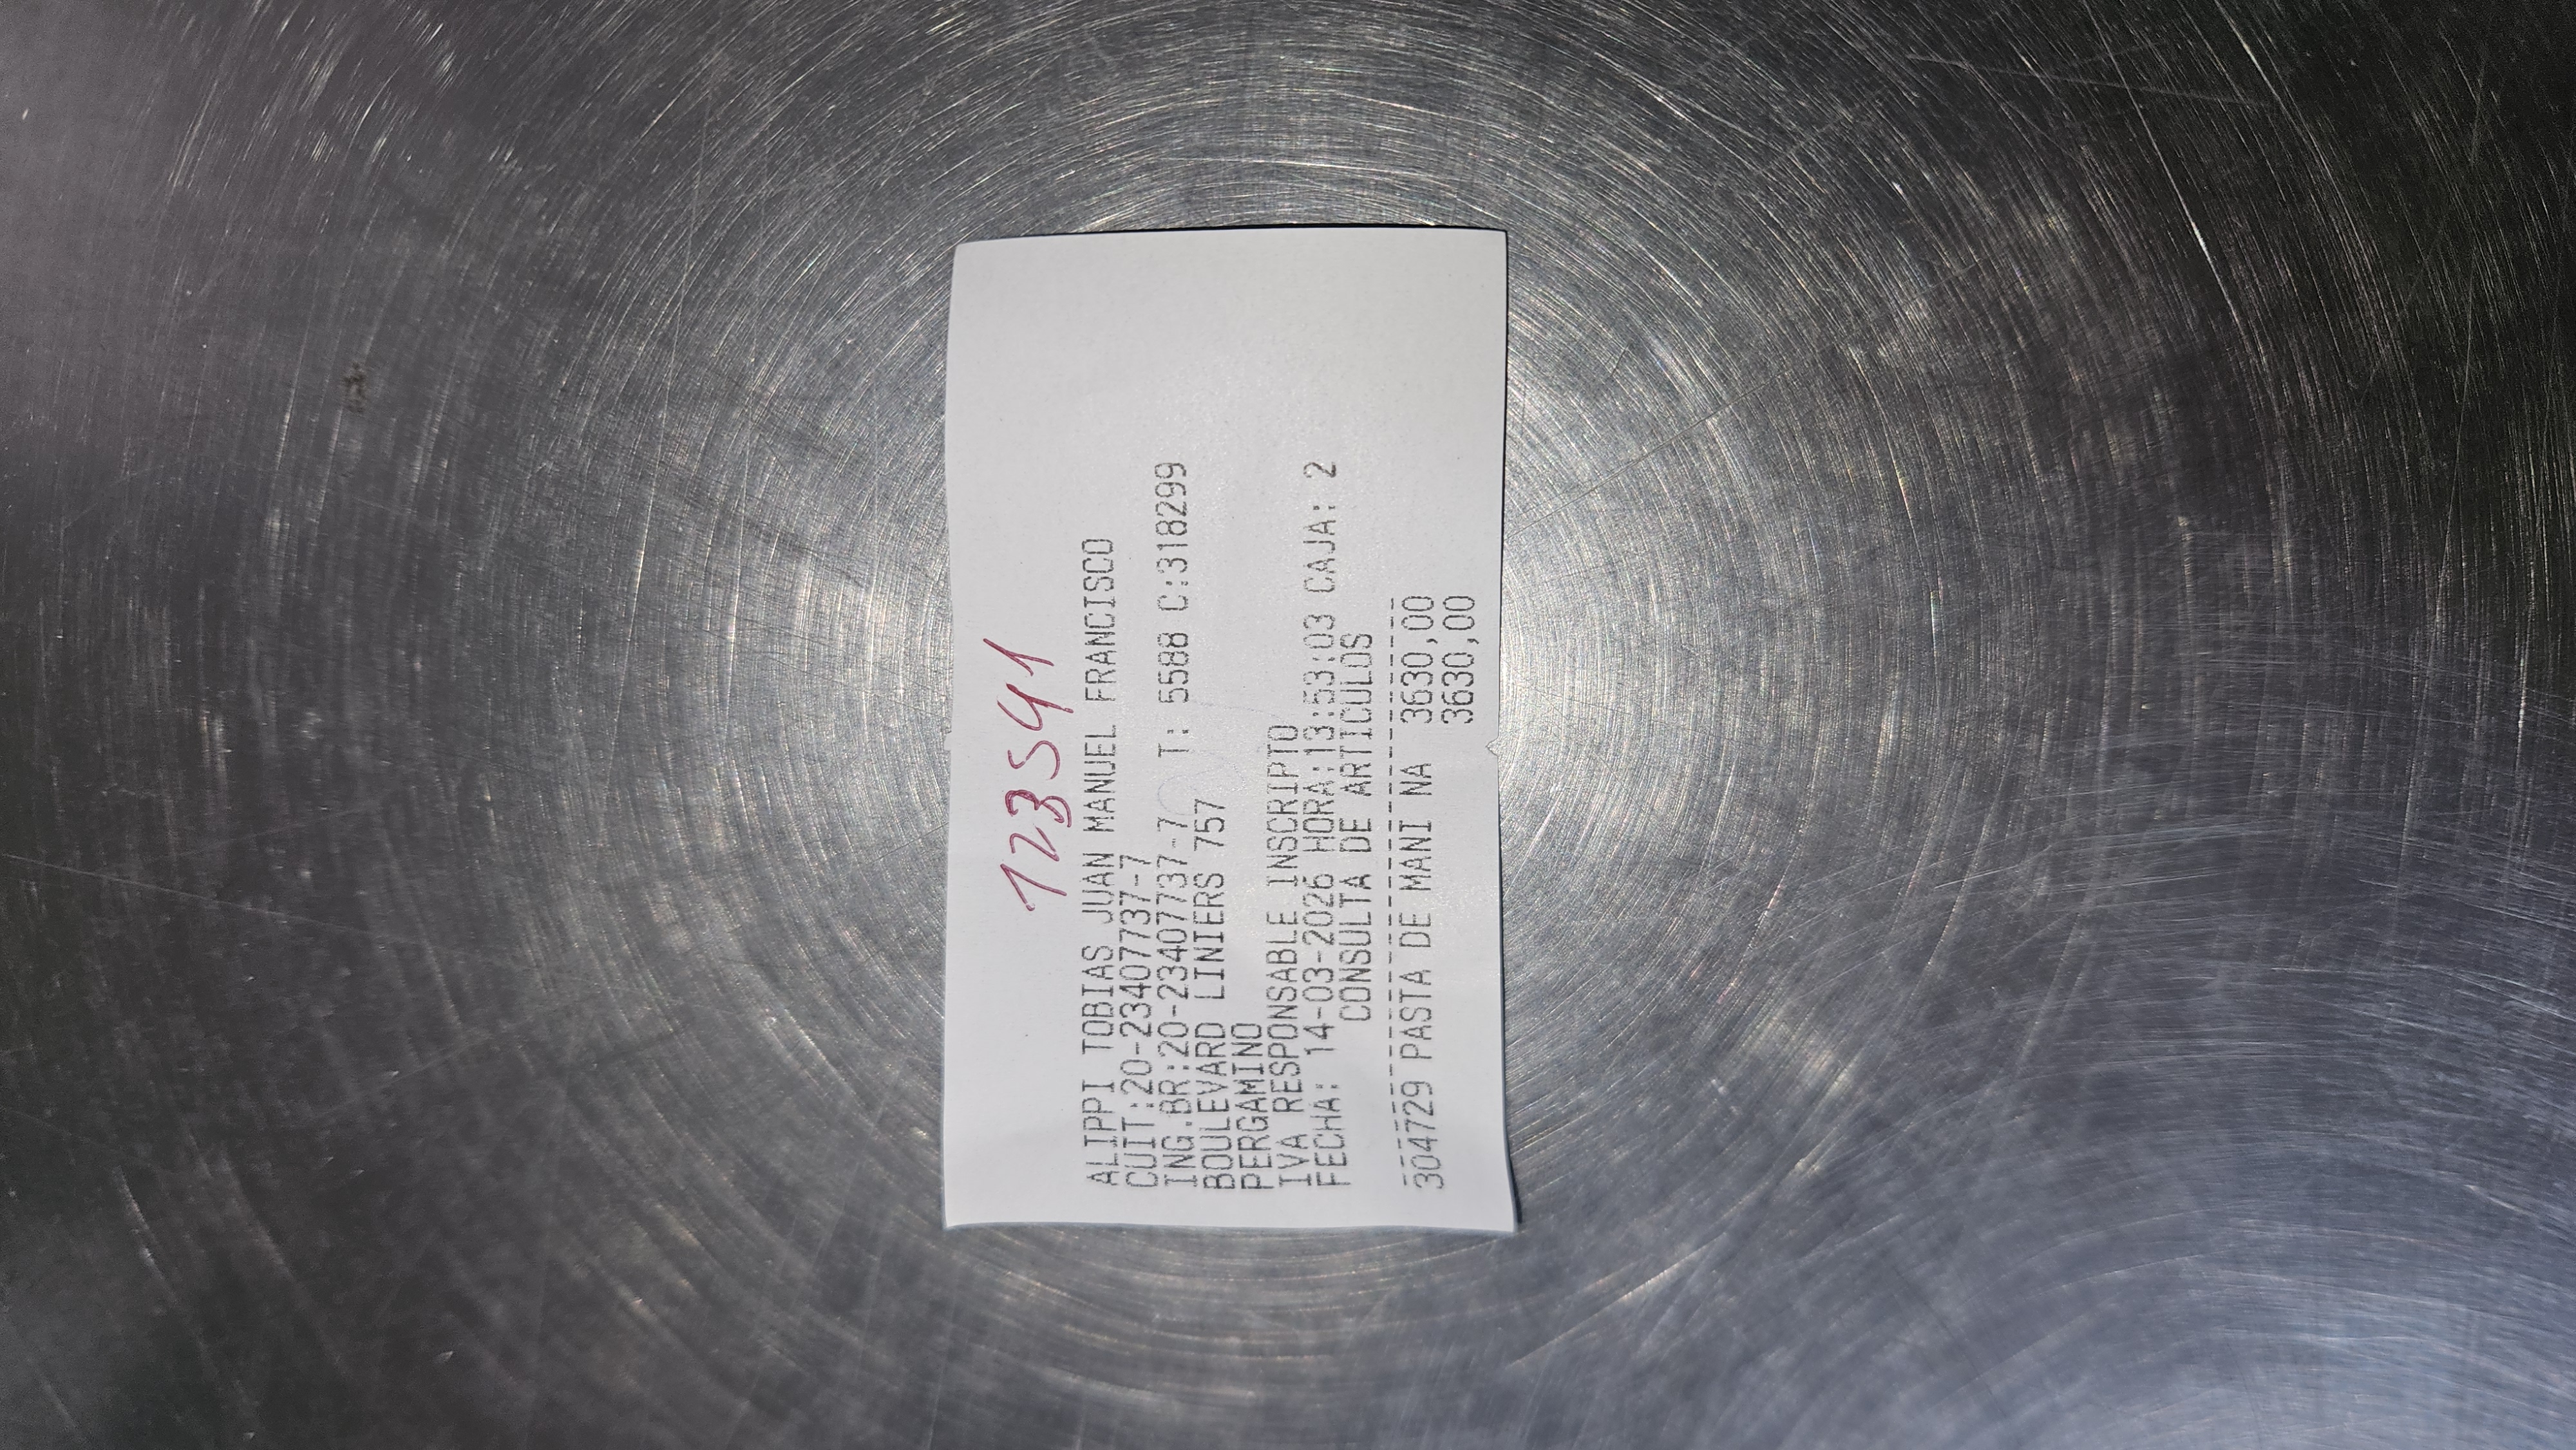 123541
ALIPPI TOBIAS JUAN MANUEL FRANCISCO
CUIT:20-23407737-7
ING.BR:20-23407737-7 T: 5588 C:318299
BOULEVARD LINIERS 757
PERGAMINO
IVA RESPONSABLE INSCRIPTO
FECHA: 14-03-2026 HORA:13:53:03 CAJA: 2
CONSULTA DE ARTICULOS
304729 PASTA DE MANI NA 3630,00
3630,00